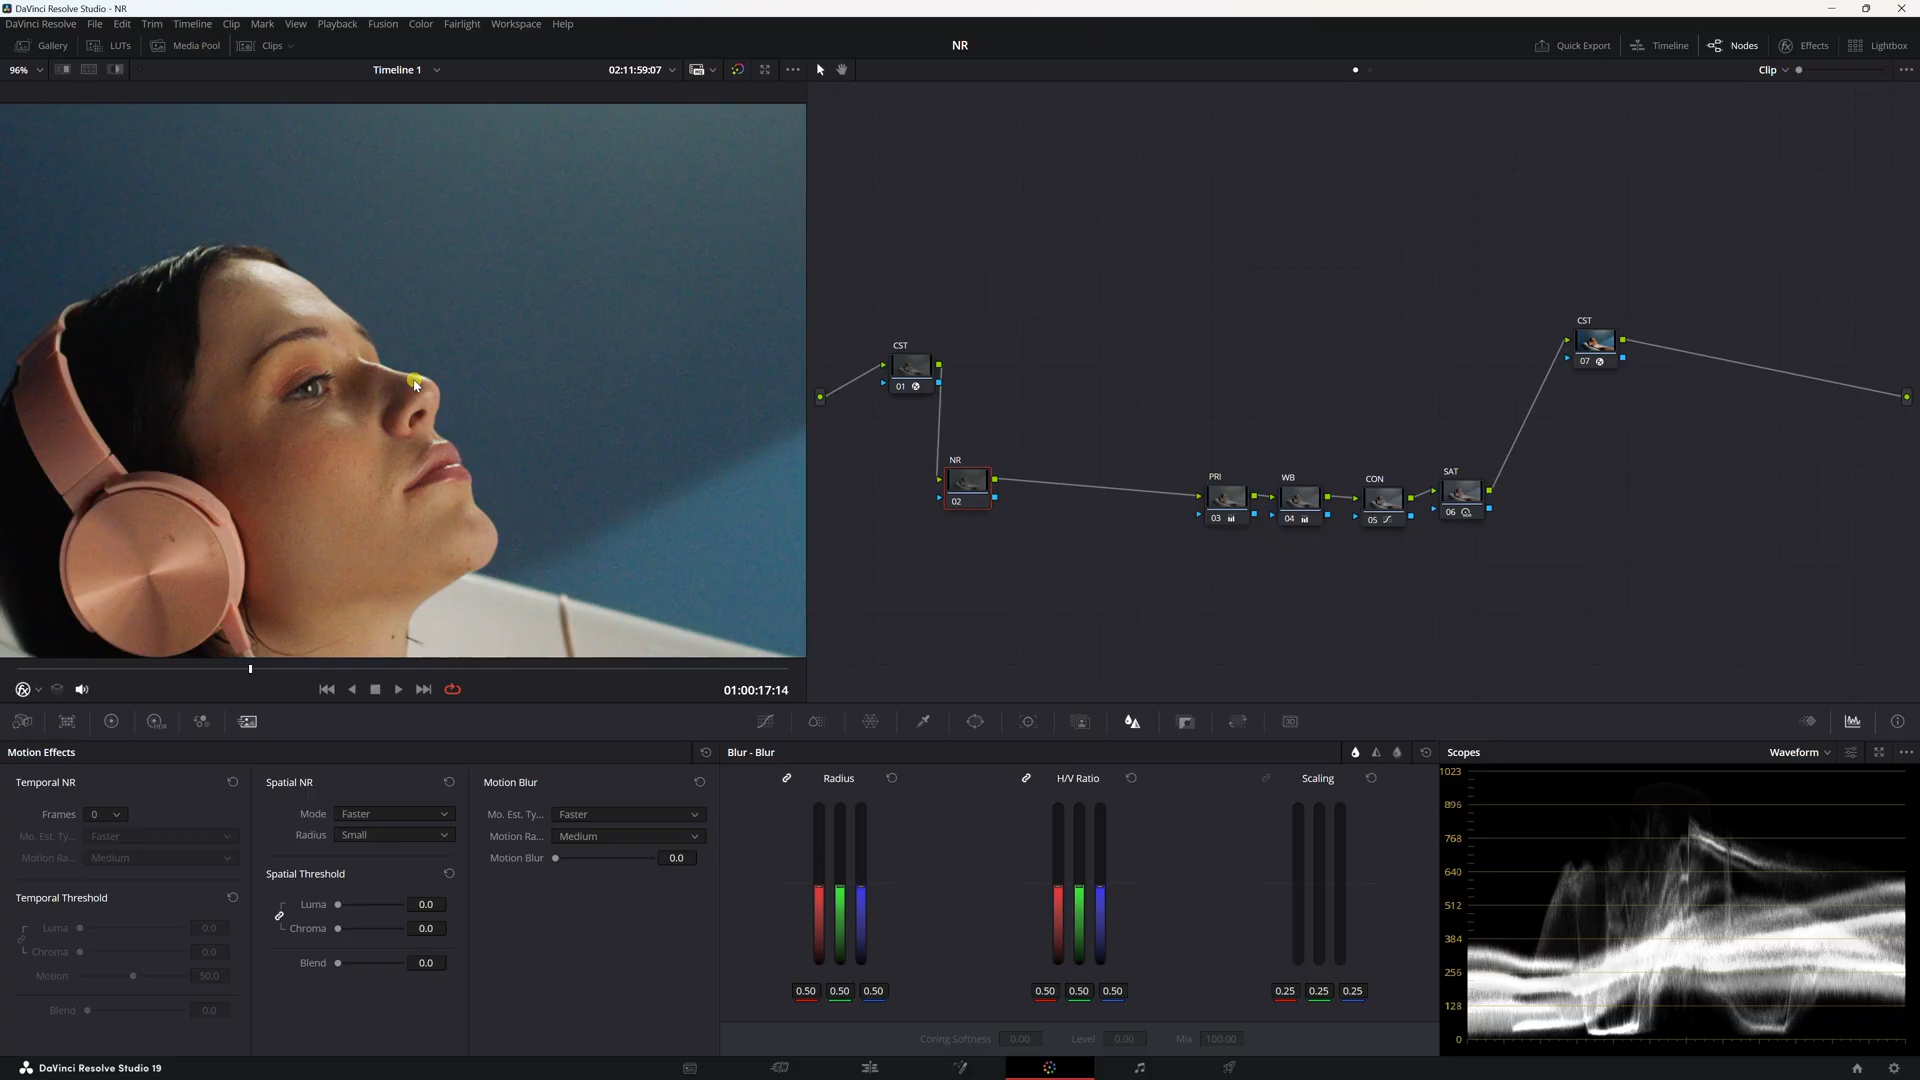 DaVinci Resolve Studio - NR
DaVinci Resolve File Edit Trim Timeline Clip Mark View Playback Fusion Color Fairlight Workspace Help
Gallery LUTs Media Pool Clips NR Quick Export Timeline Nodes Effects Lightbox
96% Timeline 1 02:11:59:07 Clip
CST
07
CST
01
NR
02
PRI
03
WB
04
CON
05
SAT
06
01:00:17:14
Motion Effects
Temporal NR
Frames 0
Mo. Est. Ty... Faster
Motion Ra... Medium
Temporal Threshold
Luma 0.0
Chroma 0.0
Motion 50.0
Blend 0.0
Spatial NR
Mode Faster
Radius Small
Spatial Threshold
Luma 0.0
Chroma 0.0
Blend 0.0
Motion Blur
Mo. Est. Ty... Faster
Motion Ra... Medium
Motion Blur 0.0
Blur - Blur
Radius H/V Ratio Scaling
0.50 0.50 0.50 0.50 0.50 0.50 0.25 0.25 0.25
Coring Softness 0.00 Level 0.00 Mix 100.00
Scopes Waveform
1023
896
768
640
512
384
256
128
0
DaVinci Resolve Studio 19